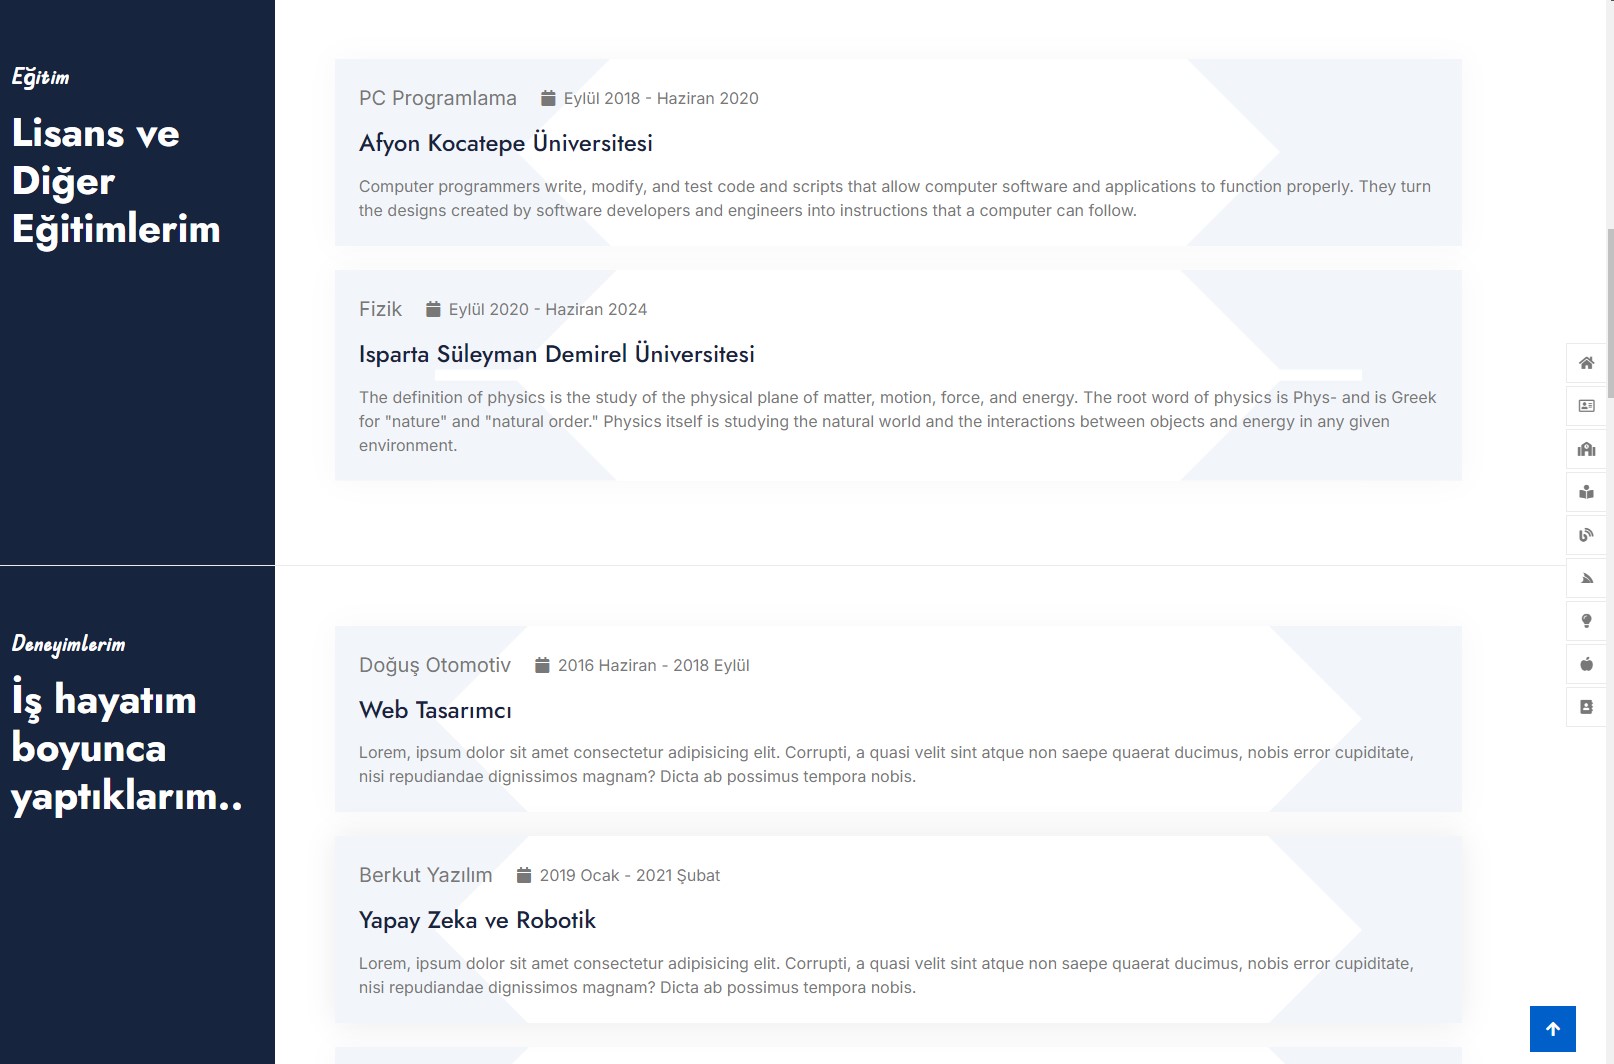 Eğitim
Lisans ve
Diğer
Eğitimlerim
PC Programlama Eylül 2018 - Haziran 2020
Afyon Kocatepe Üniversitesi
Computer programmers write, modify, and test code and scripts that allow computer software and applications to function properly. They turn
the designs created by software developers and engineers into instructions that a computer can follow.
Fizik Eylül 2020 - Haziran 2024
Isparta Süleyman Demirel Üniversitesi
The definition of physics is the study of the physical plane of matter, motion, force, and energy. The root word of physics is Phys- and is Greek
for "nature" and "natural order." Physics itself is studying the natural world and the interactions between objects and energy in any given
environment.
Deneyimlerim
İş hayatım
boyunca
yaptıklarım..
Doğuş Otomotiv 2016 Haziran - 2018 Eylül
Web Tasarımcı
Lorem, ipsum dolor sit amet consectetur adipisicing elit. Corrupti, a quasi velit sint atque non saepe quaerat ducimus, nobis error cupiditate,
nisi repudiandae dignissimos magnam? Dicta ab possimus tempora nobis.
Berkut Yazılım 2019 Ocak - 2021 Şubat
Yapay Zeka ve Robotik
Lorem, ipsum dolor sit amet consectetur adipisicing elit. Corrupti, a quasi velit sint atque non saepe quaerat ducimus, nobis error cupiditate,
nisi repudiandae dignissimos magnam? Dicta ab possimus tempora nobis.